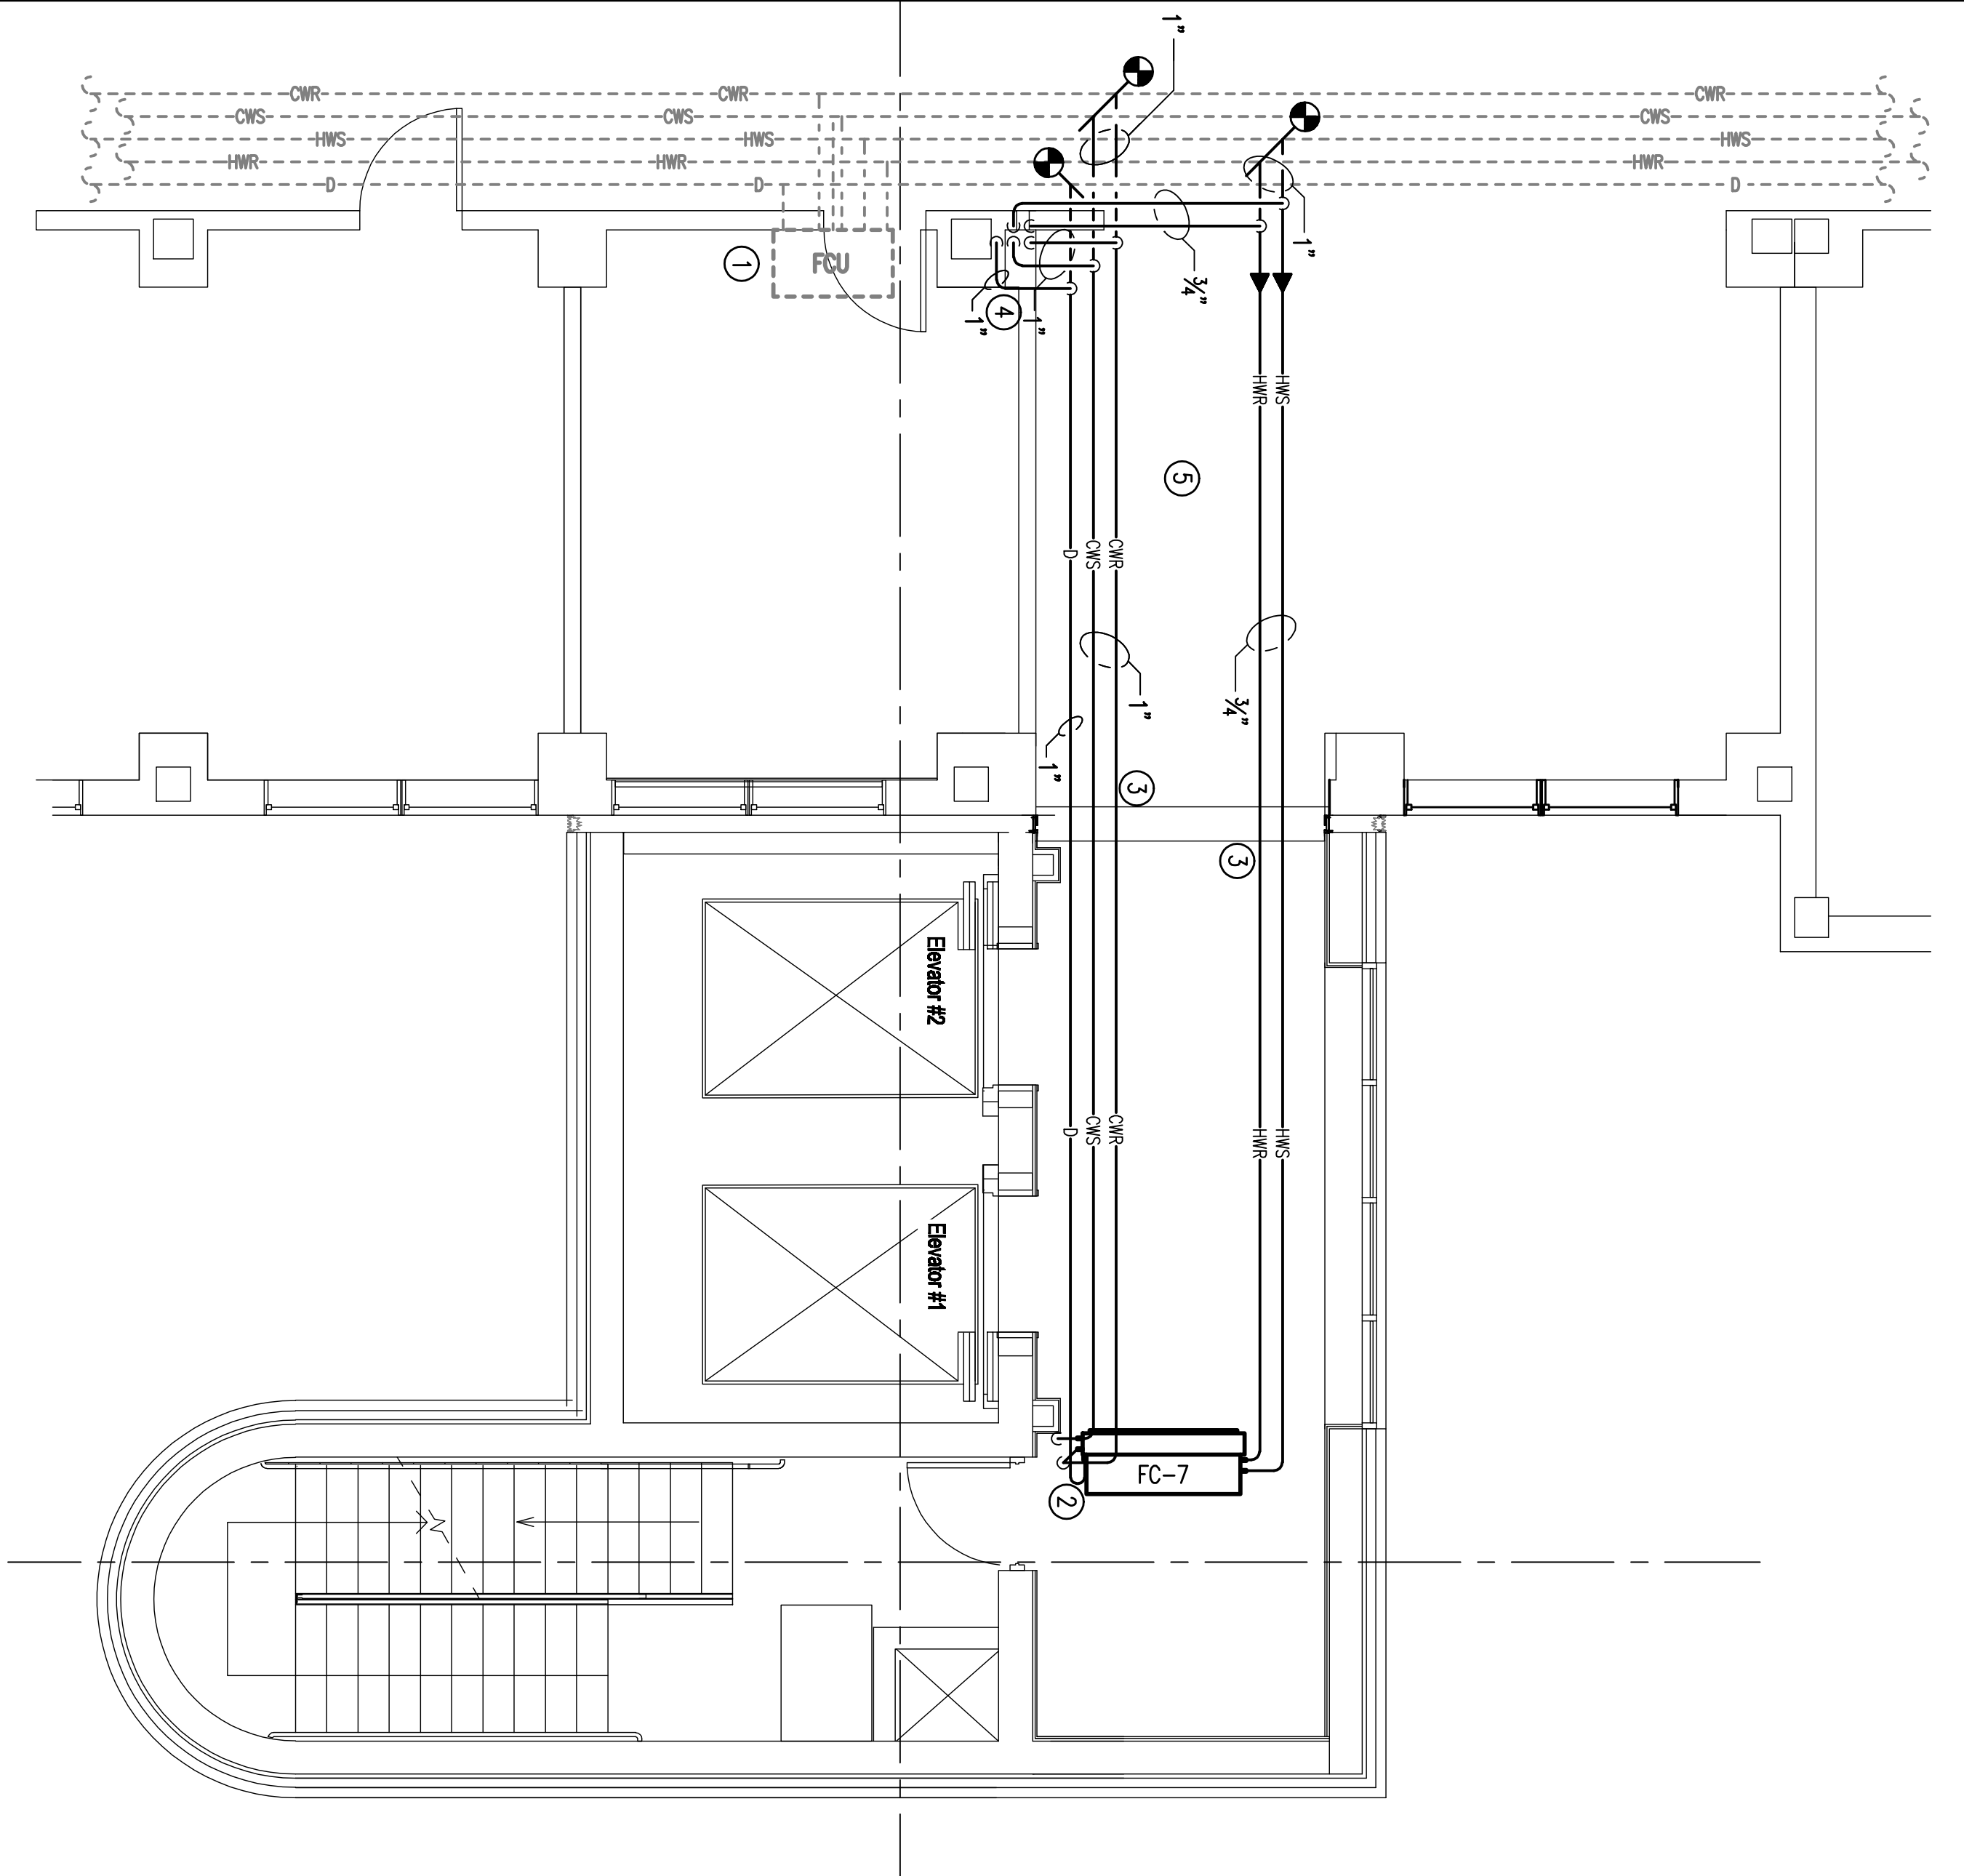 1"
CWR CWR CWR
CWS CWS CWS
HWS HWS HWS
HWR HWR HWR
D D D
1 FCU
1"
3/4"
1" 4 1"
HWR HWS
5
D CWS CWR
1"
3/4"
1"
3
3
Elevator #2
D CWS CWR HWR HWS
Elevator #1
FC-7
2